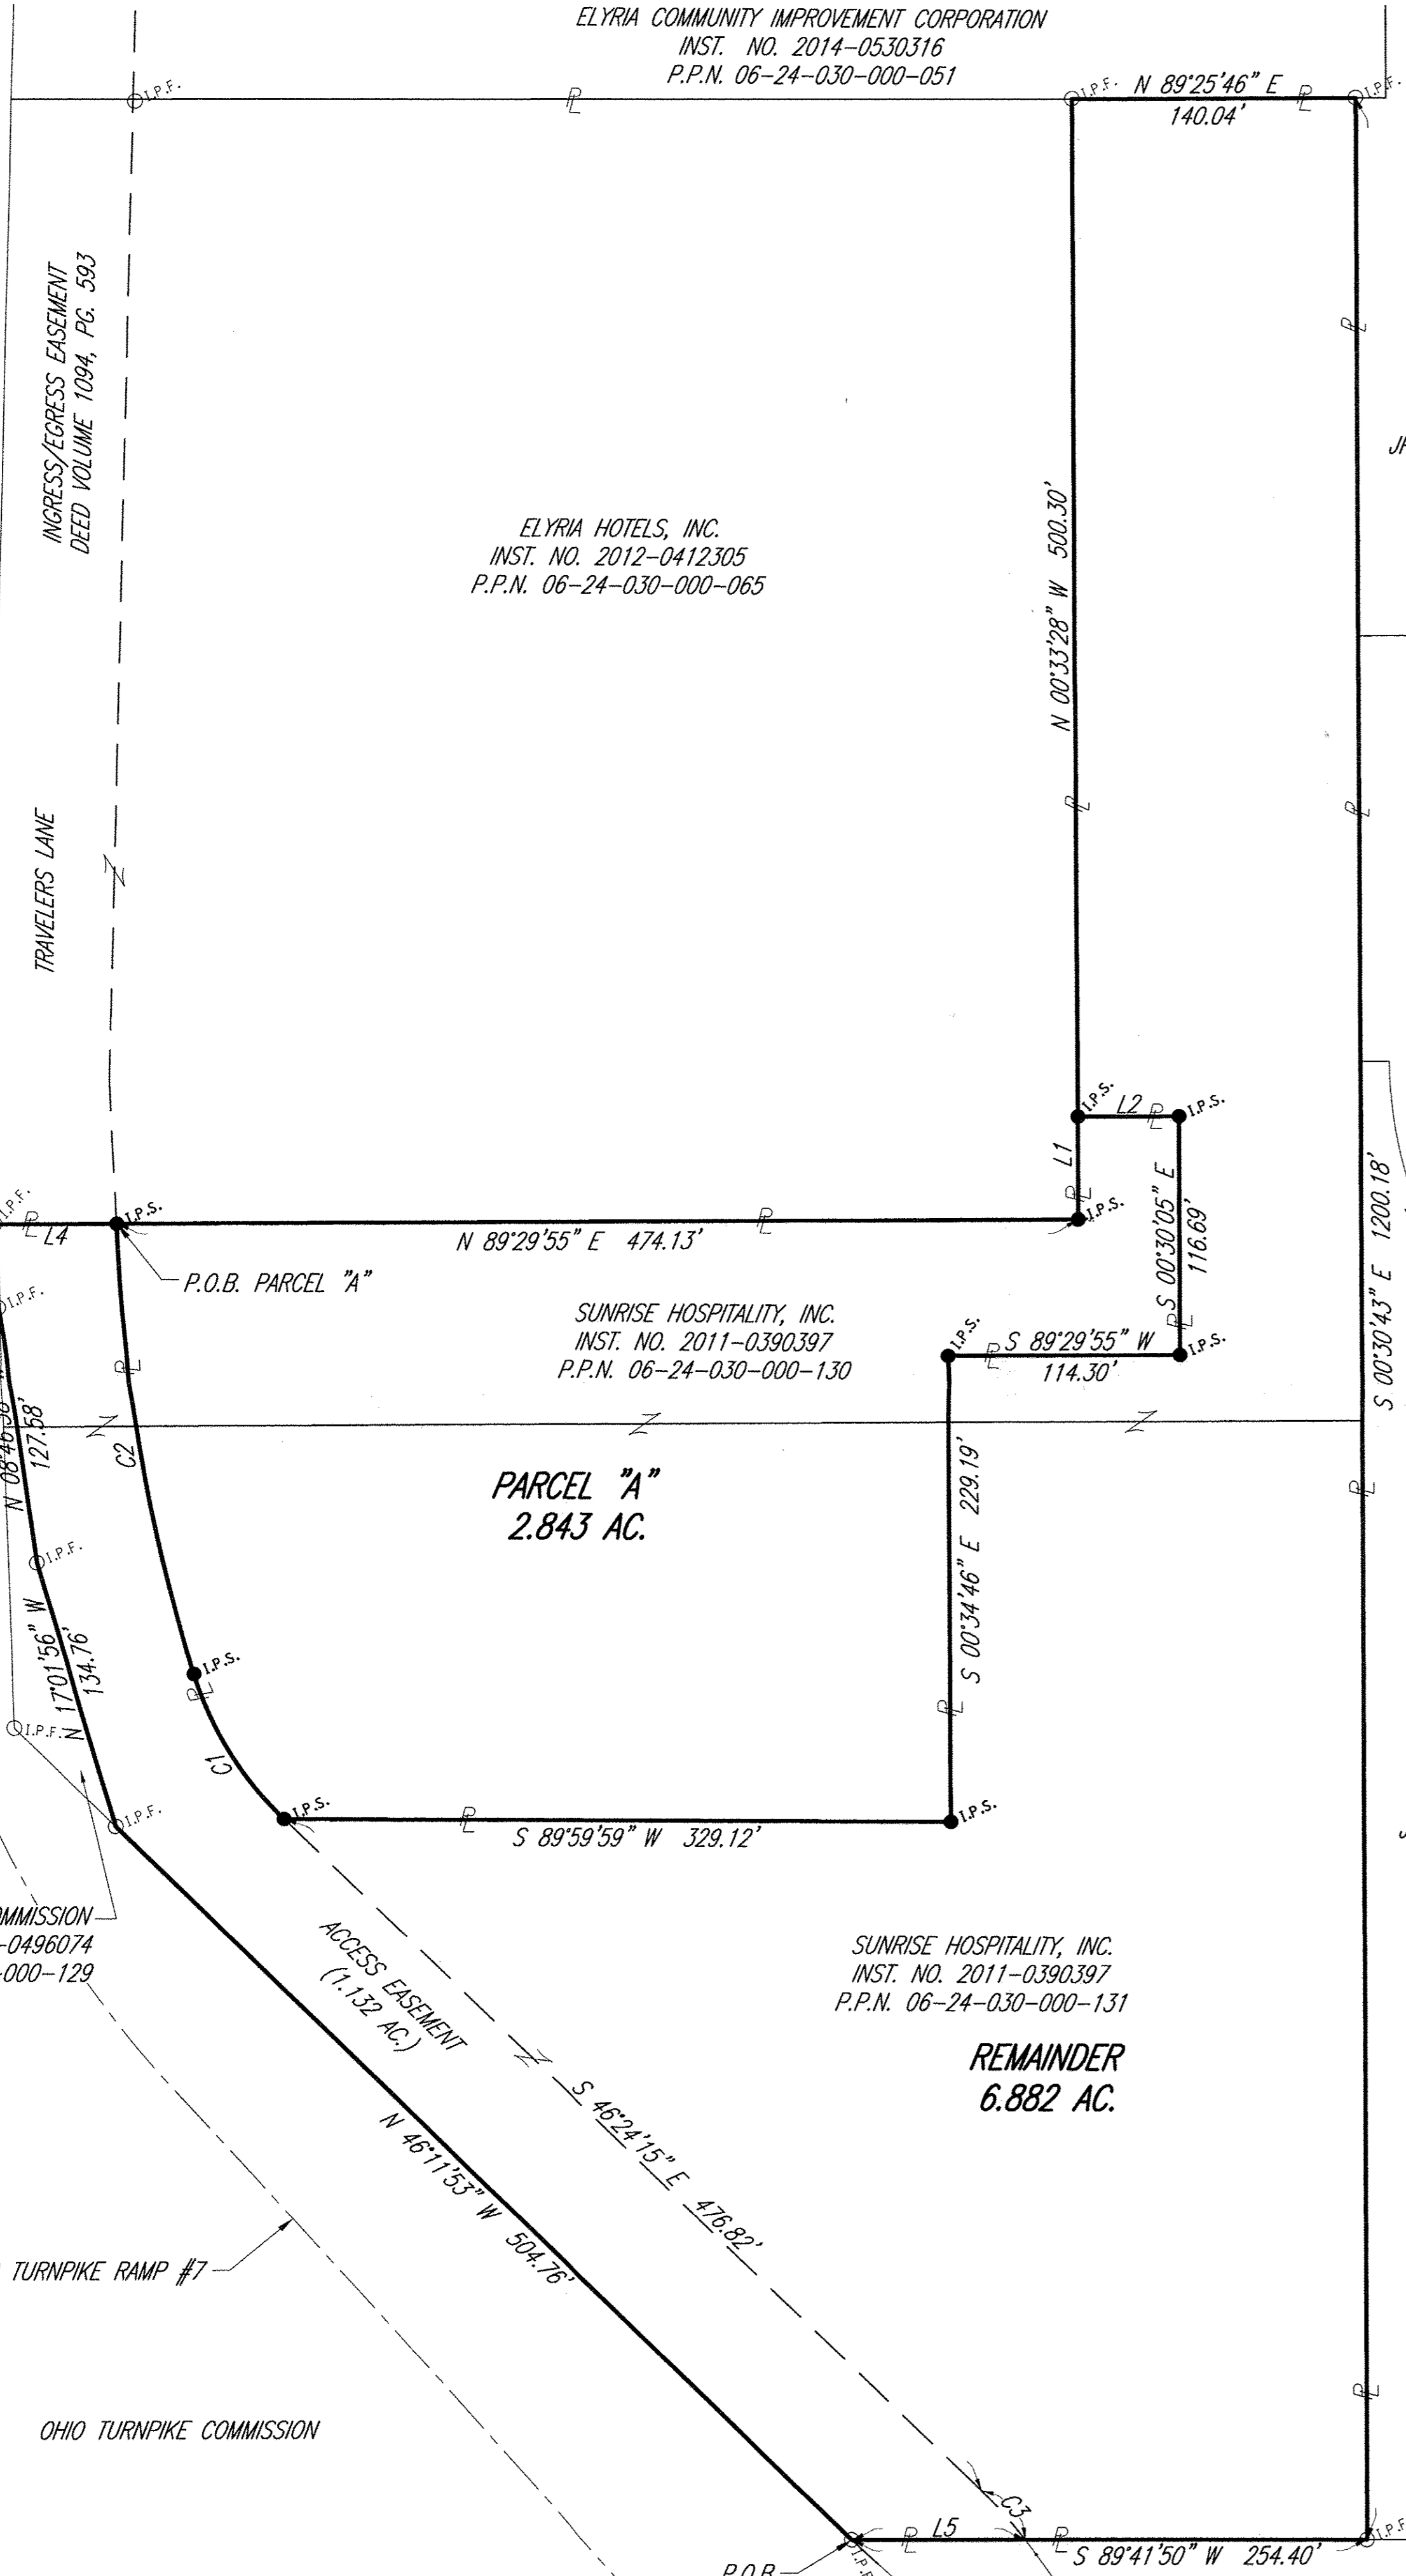 ELYRIA COMMUNITY IMPROVEMENT CORPORATION
INST. NO. 2014-0530316
P.P.N. 06-24-030-000-051
I.P.F.
I.P.F.
N 89°25'46" E
140.04'
I.P.F.
INGRESS/EGRESS EASEMENT
DEED VOLUME 1094, PG. 593
ELYRIA HOTELS, INC.
INST. NO. 2012-0412305
P.P.N. 06-24-030-000-065
N 00°33'28" W 500.30'
TRAVELERS LANE
I.P.S.
L2
I.P.S.
L1
I.P.S.
I.P.F.
L4
I.P.S.
N 89°29'55" E 474.13'
S 00°30'05" E
116.69'
S 00°30'43" E 1200.18'
P.O.B. PARCEL "A"
I.P.F.
SUNRISE HOSPITALITY, INC.
INST. NO. 2011-0390397
P.P.N. 06-24-030-000-130
I.P.S.
S 89°29'55" W
114.30'
I.P.S.
127.58'
C2
PARCEL "A"
2.843 AC.
S 00°34'46" E 229.19'
I.P.F.
N 17°01'56" W
134.76'
I.P.S.
I.P.F.
C1
I.P.F.
I.P.S.
S 89°59'59" W 329.12'
I.P.S.
OMMISSION
-0496074
-000-129
ACCESS EASEMENT
(1.132 AC.)
SUNRISE HOSPITALITY, INC.
INST. NO. 2011-0390397
P.P.N. 06-24-030-000-131
REMAINDER
6.882 AC.
S 46°24'15" E 476.82'
N 46°11'53" W 504.76'
TURNPIKE RAMP #7
OHIO TURNPIKE COMMISSION
C3
L5
I.P.F.
S 89°41'50" W 254.40'
I.P.F.
P.O.B.